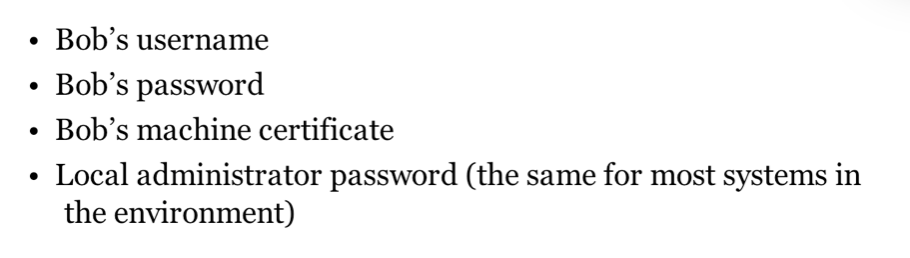 • Bob’s username
• Bob’s password
• Bob’s machine certificate
• Local administrator password (the same for most systems in
the environment)